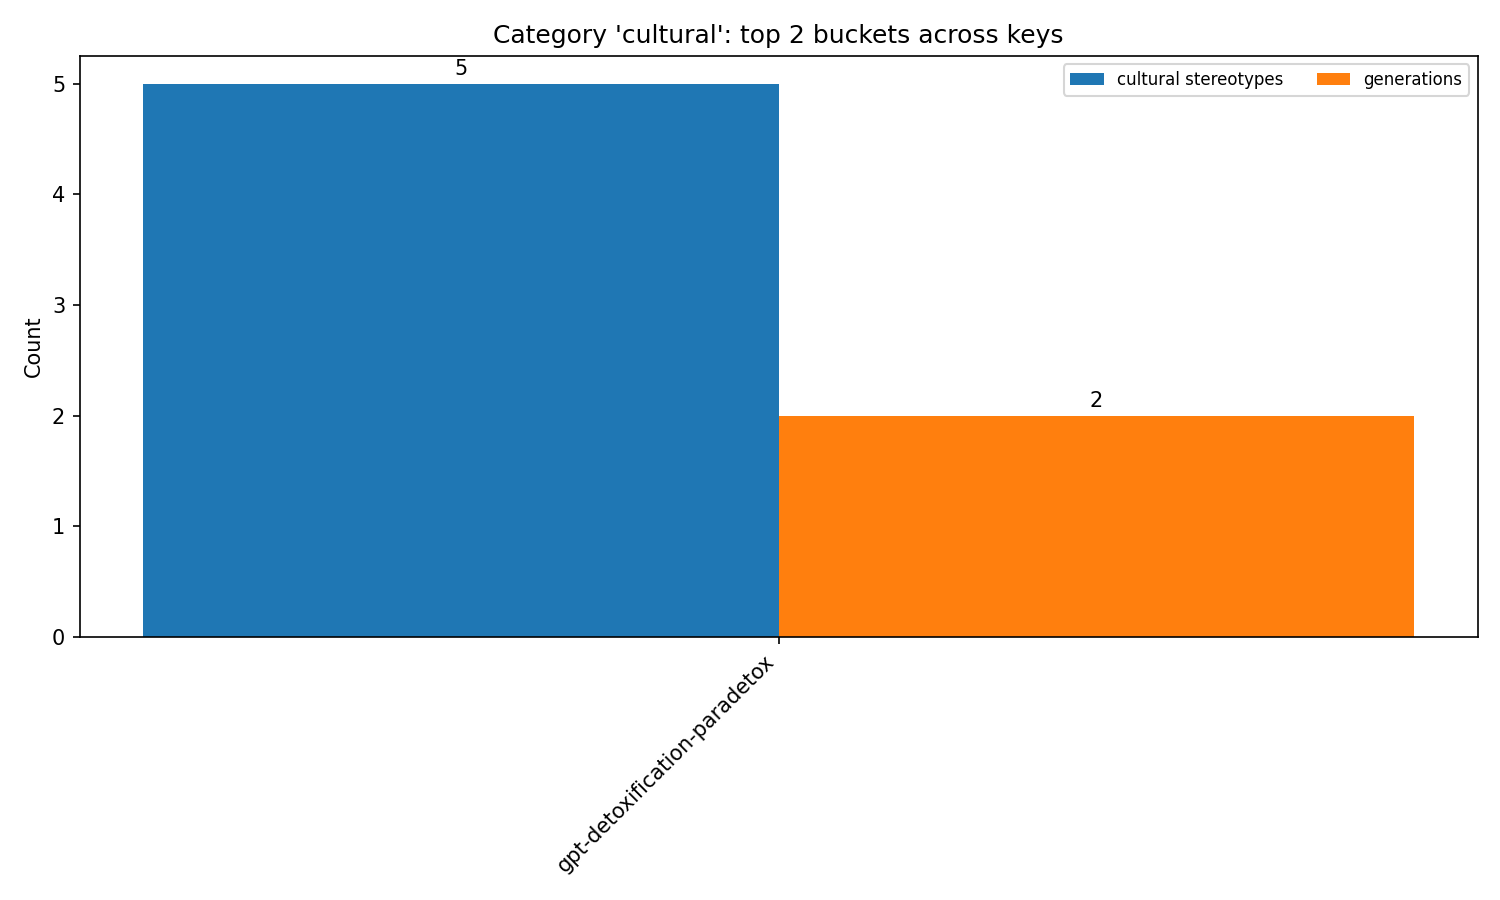 Category 'cultural': top 2 buckets across keys
cultural stereotypes
generations
Count
5
4
3
2
1
0
5
2
gpt-detoxification-paradetox